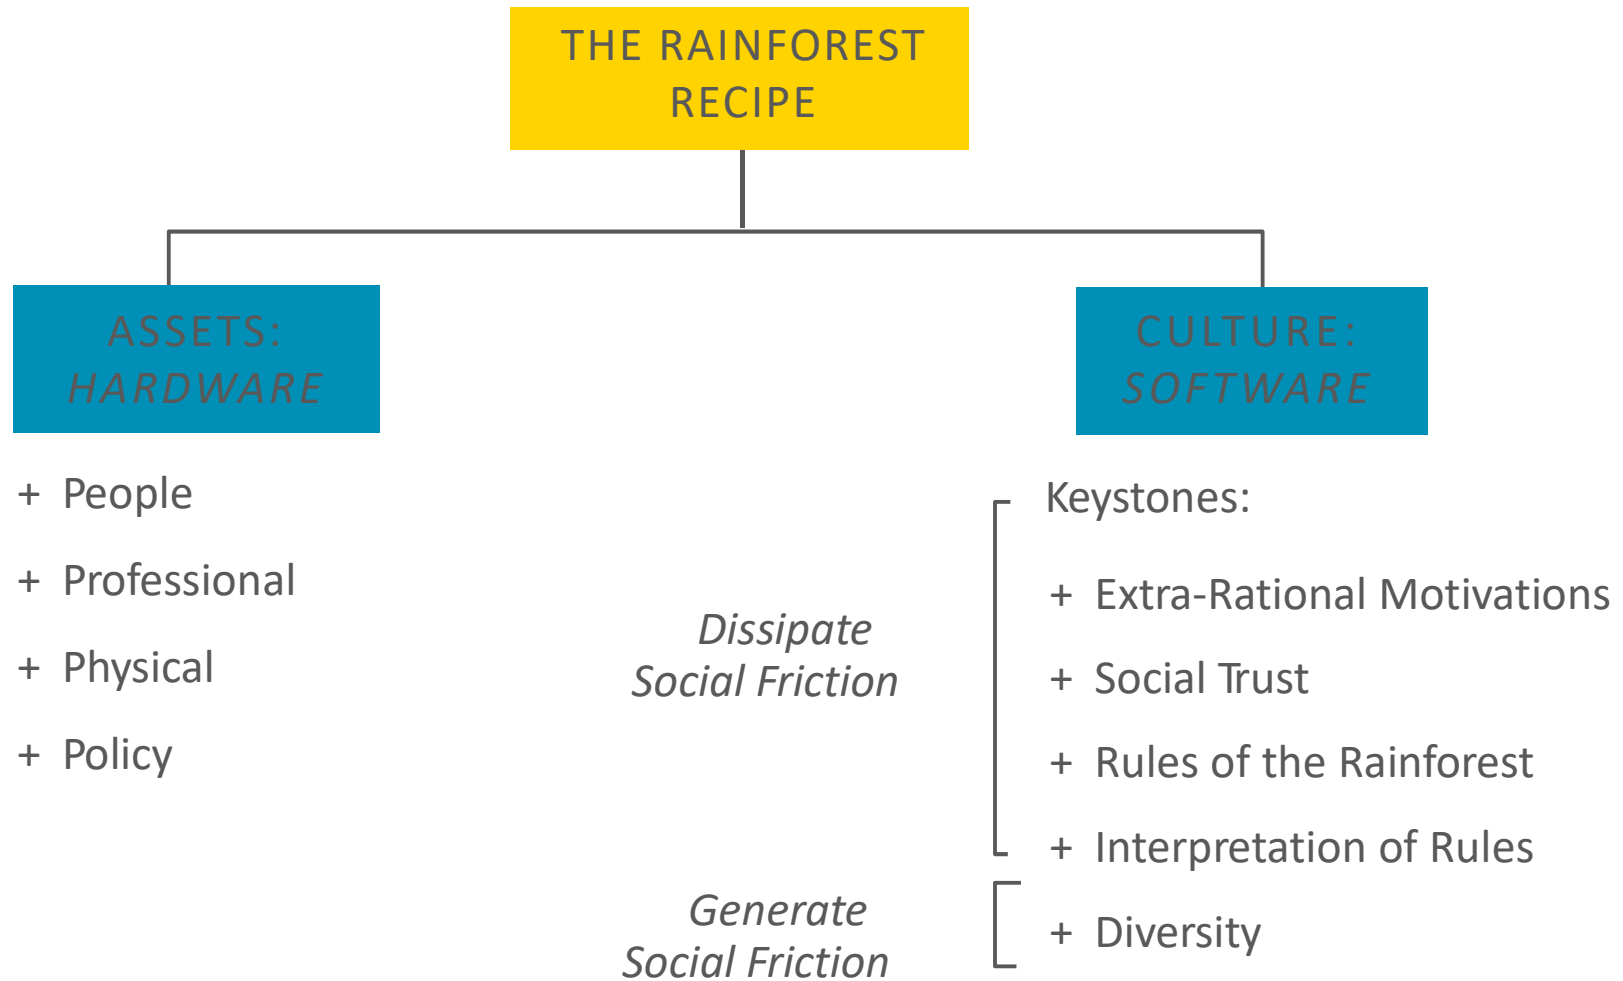 THE RAINFOREST
RECIPE
ASSETS:
HARDWARE
+ People
+ Professional
+ Physical
+ Policy
CULTURE:
SOFTWARE
Keystones:
Dissipate
Social Friction
+ Extra-Rational Motivations
+ Social Trust
+ Rules of the Rainforest
+ Interpretation of Rules
Generate
Social Friction
+ Diversity